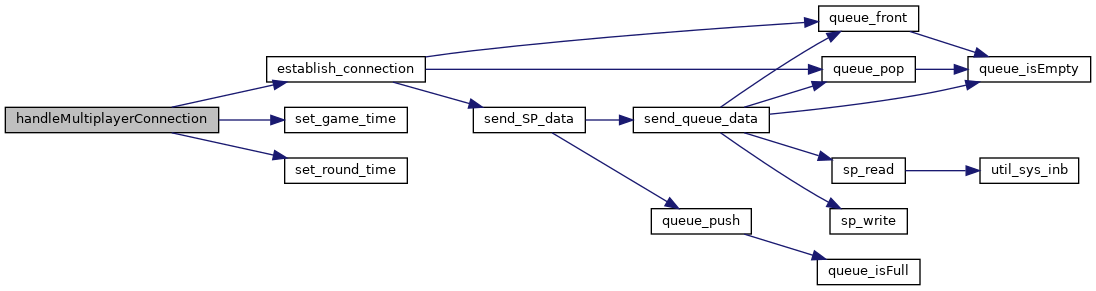 handleMultiplayerConnection
establish_connection
set_game_time
set_round_time
send_SP_data
send_queue_data
queue_push
queue_front
queue_pop
sp_read
sp_write
queue_isFull
queue_isEmpty
util_sys_inb